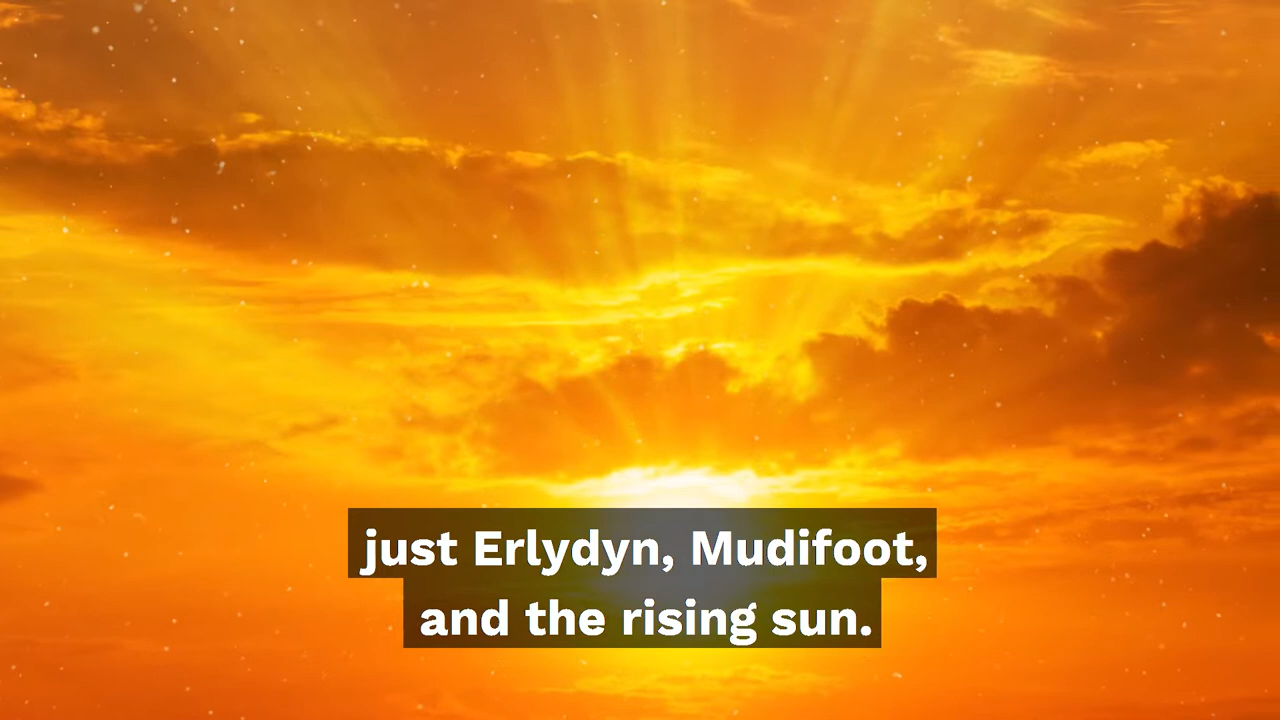 just Erlydyn, Mudifoot,
and the rising sun.